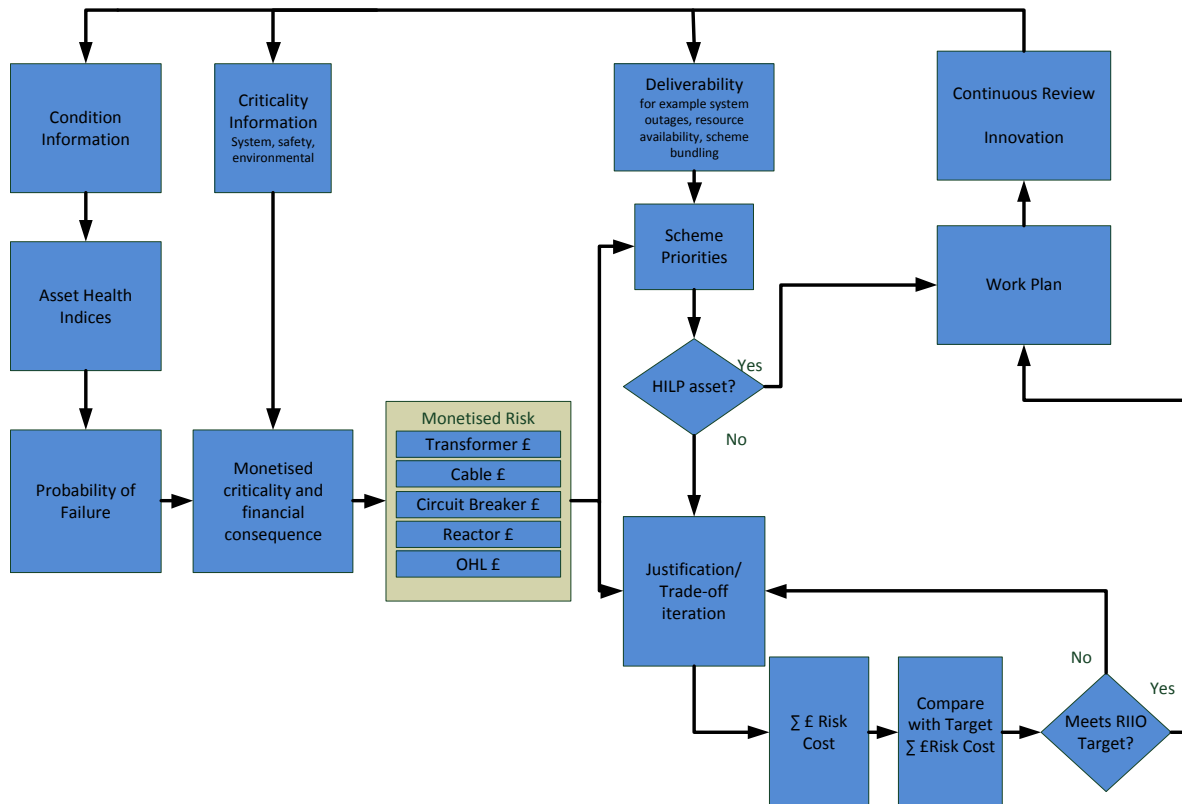 Condition
Information
Criticality
Information
System, safety,
environmental
Deliverability
for example system
outages, resource
availability, scheme
bundling
Continuous Review
Innovation
Asset Health
Indices
Scheme
Priorities
Work Plan
HILP asset?
Yes
No
Probability of
Failure
Monetised
criticality and
financial
consequence
Monetised Risk
Transformer £
Cable £
Circuit Breaker £
Reactor £
OHL £
Justification/
Trade-off
iteration
∑ £ Risk
Cost
Compare
with Target
∑ £Risk Cost
Meets RIIO
Target?
No
Yes